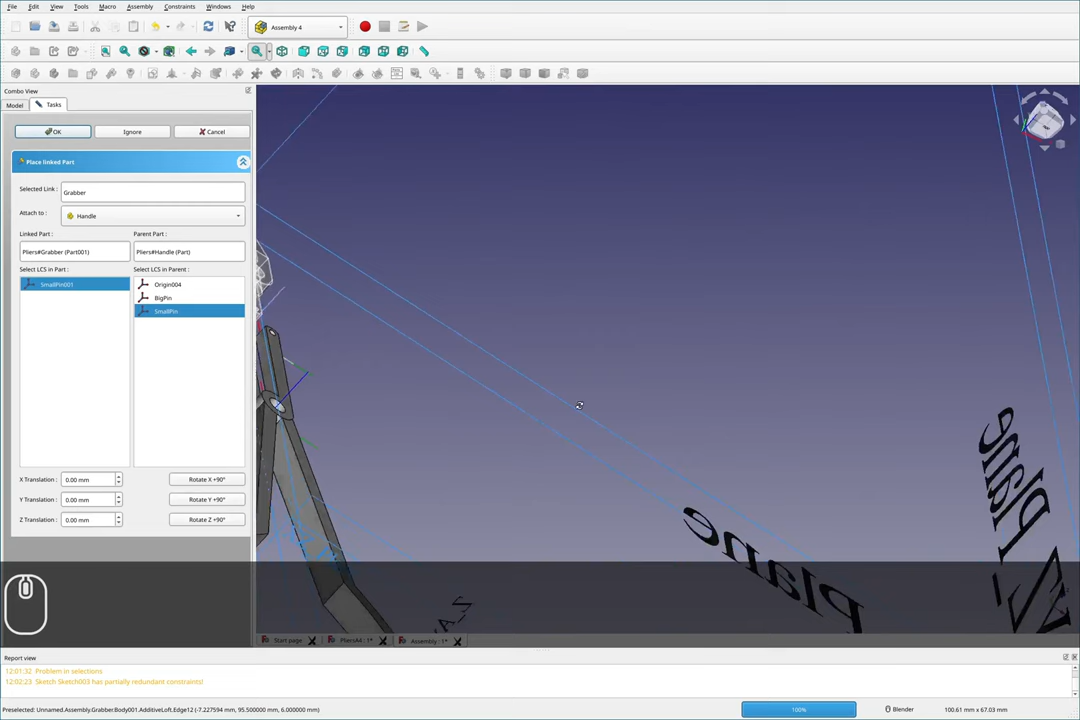 File Edit View Tools Macro Assembly Constraints Windows Help
Assembly 4
Combo View
Model Tasks
OK Ignore Cancel
Place linked Part
Selected Link : Grabber
Attach to : Handle
Linked Part : Parent Part :
Pliers#Grabber (Part001) Pliers#Handle (Part)
Select LCS in Part : Select LCS in Parent :
SmallPin001 Origin004
BigPin
SmallPin
X Translation : 0.00 mm Rotate X +90°
Y Translation : 0.00 mm Rotate Y +90°
Z Translation : 0.00 mm Rotate Z +90°
plane
Plane
Start page PliersA4 : 1* Assembly : 1*
Report view
12:01:32 Problem in selections
12:02:23 Sketch Sketch003 has partially redundant constraints!
Preselected: Unnamed.Assembly.Grabber.Body001.AdditiveLoft.Edge12 (-7.227594 mm, 95.500000 mm, 6.000000 mm) 100% Blender 100.61 mm x 67.03 mm